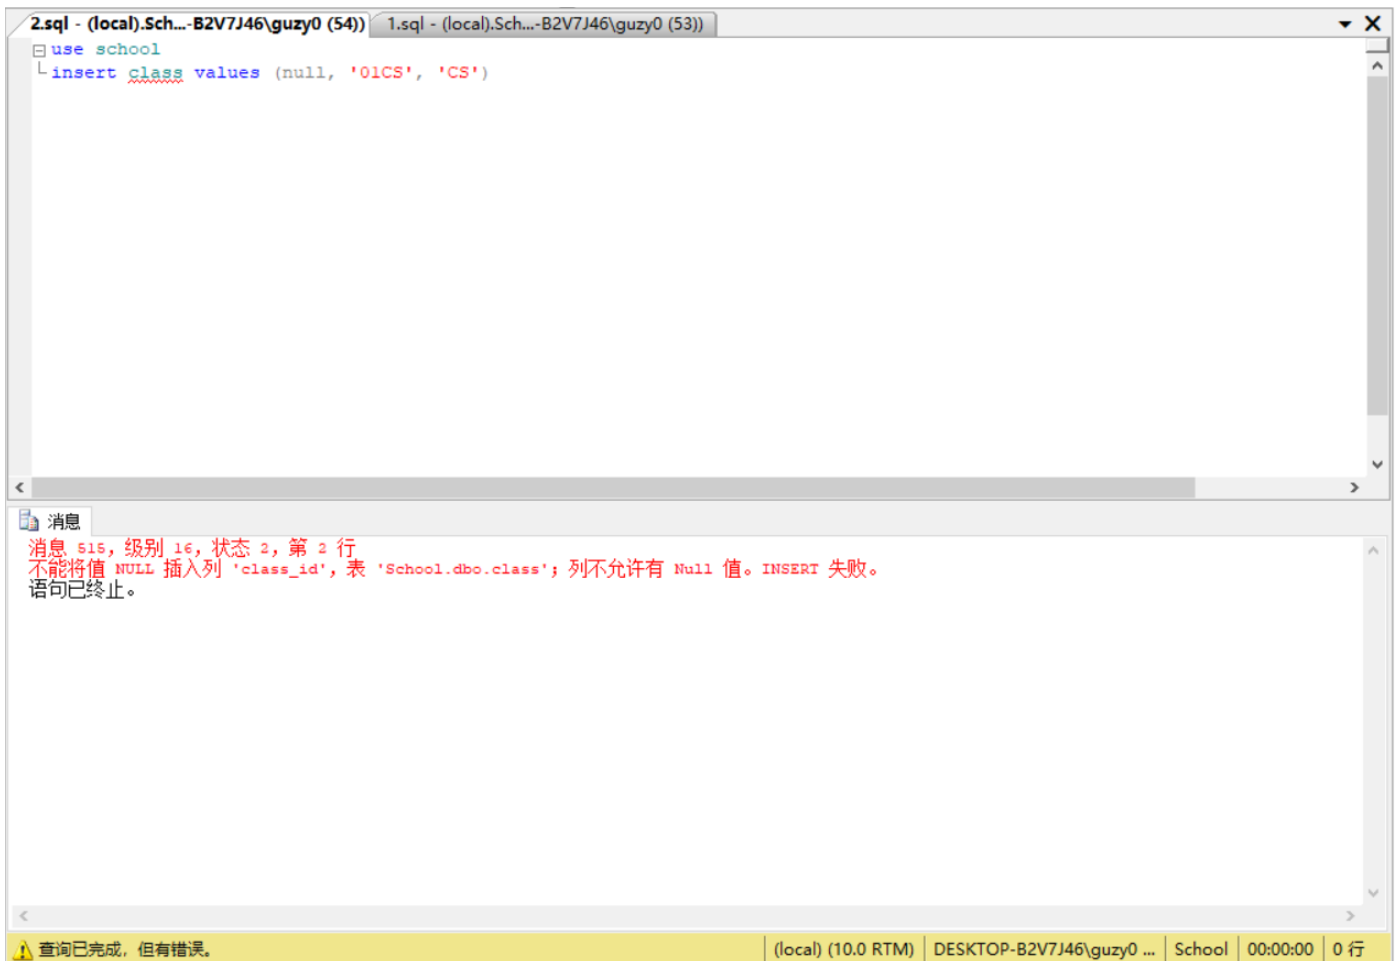 2.sql - (local).Sch...-B2V7J46\guzy0 (54)) 1.sql - (local).Sch...-B2V7J46\guzy0 (53))
use school
insert class values (null, '01CS', 'CS')
消息
消息 515，级别 16，状态 2，第 2 行
不能将值 NULL 插入列 'class_id'，表 'School.dbo.class'；列不允许有 Null 值。INSERT 失败。
语句已终止。
查询已完成，但有错误。 (local) (10.0 RTM) DESKTOP-B2V7J46\guzy0 ... School 00:00:00 0 行